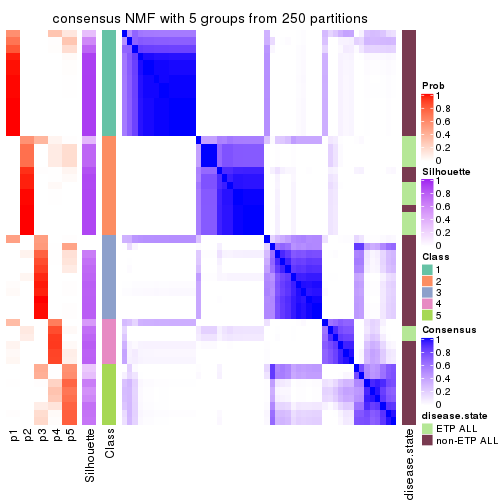 consensus NMF with 5 groups from 250 partitions
Prob
1
0.8
0.6
0.4
0.2
0
Silhouette
1
0.8
0.6
0.4
0.2
0
Class
1
2
3
4
5
Consensus
1
0.8
0.6
0.4
0.2
0
disease.state
ETP ALL
non-ETP ALL
p1
p2
p3
p4
p5
Silhouette
Class
disease.state